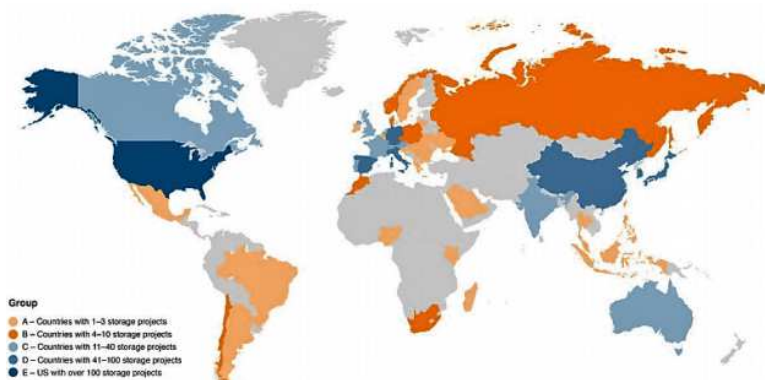 Group
A – Countries with 1–3 storage projects
B – Countries with 4–10 storage projects
C – Countries with 11–40 storage projects
D – Countries with 41–100 storage projects
E – US with over 100 storage projects